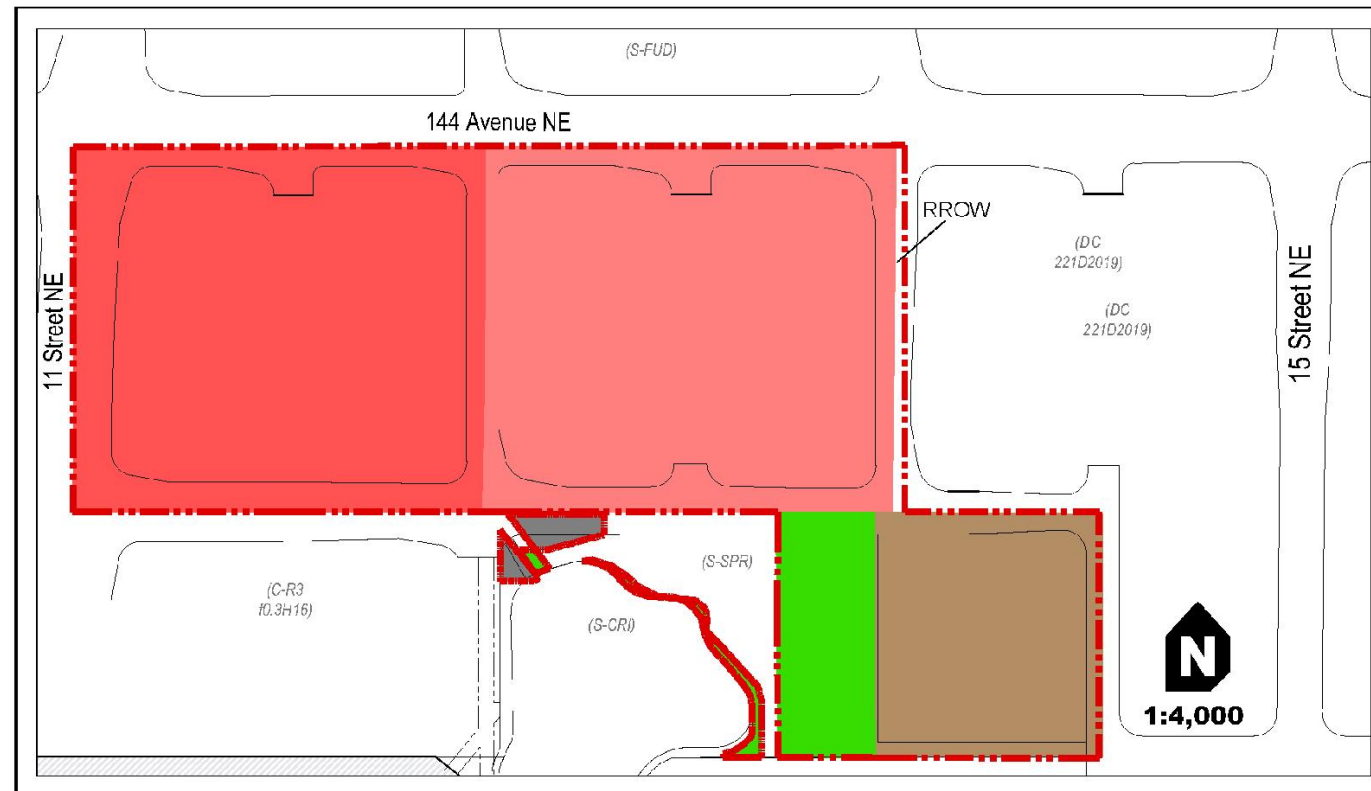 (S-FUD)
144 Avenue NE
RROW
(DC
221D2019)
(DC
221D2019)
11 Street NE
15 Street NE
(C-R3
f0.3H16)
(S-SPR)
(S-CRI)
N
1:4,000